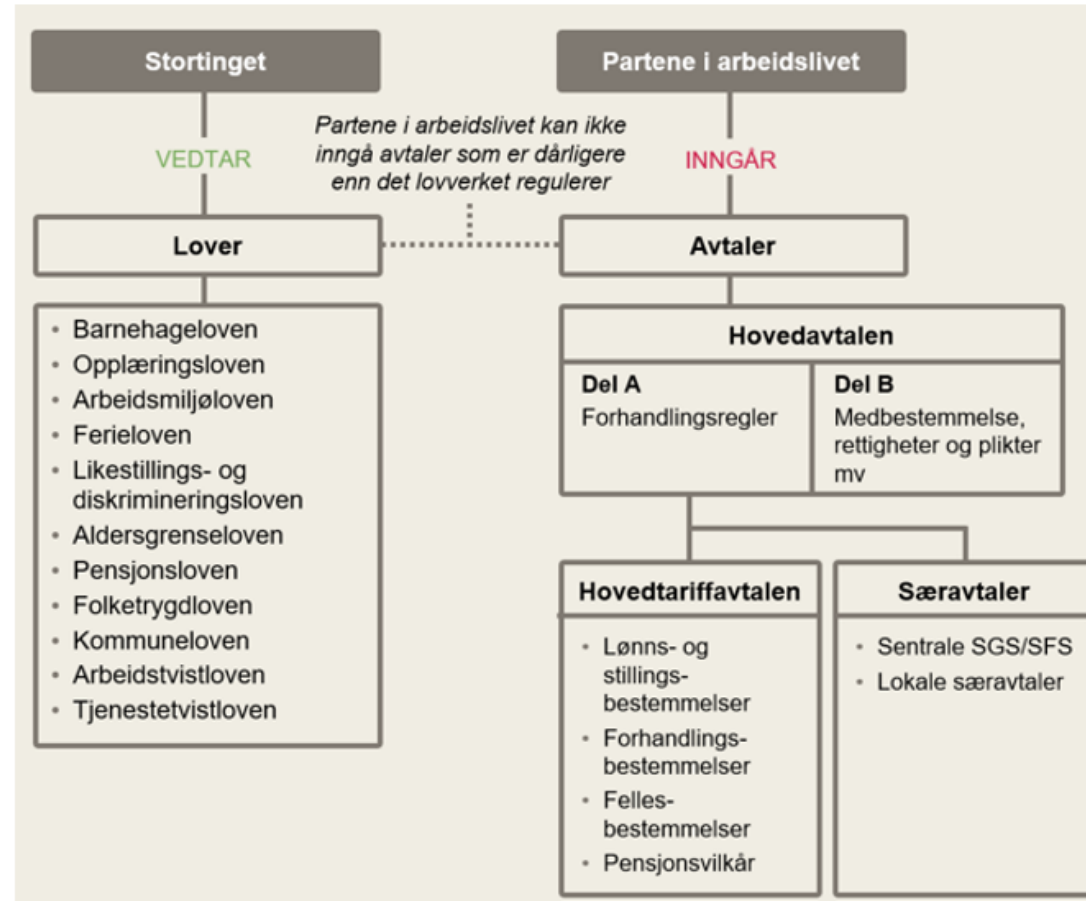 Stortinget
VEDTAR
Lover
Barnehageloven
Opplæringsloven
Arbeidsmiljøloven
Ferieloven
Likestillings- og
diskrimineringsloven
Aldersgrenseloven
Pensjonsloven
Folketrygdloven
Kommuneloven
Arbeidstvistloven
Tjenestetvistloven
Partene i arbeidslivet kan ikke
inngå avtaler som er dårligere
enn det lovverket regulerer
Partene i arbeidslivet
INNGÅR
Avtaler
Hovedavtalen
Del A
Forhandlingsregler
Del B
Medbestemmelse,
rettigheter og plikter
mv
Hovedtariffavtalen
Lønns- og
stillings-
bestemmelser
Forhandlings-
bestemmelser
Felles-
bestemmelser
Pensjonsvilkår
Særavtaler
Sentrale SGS/SFS
Lokale særavtaler